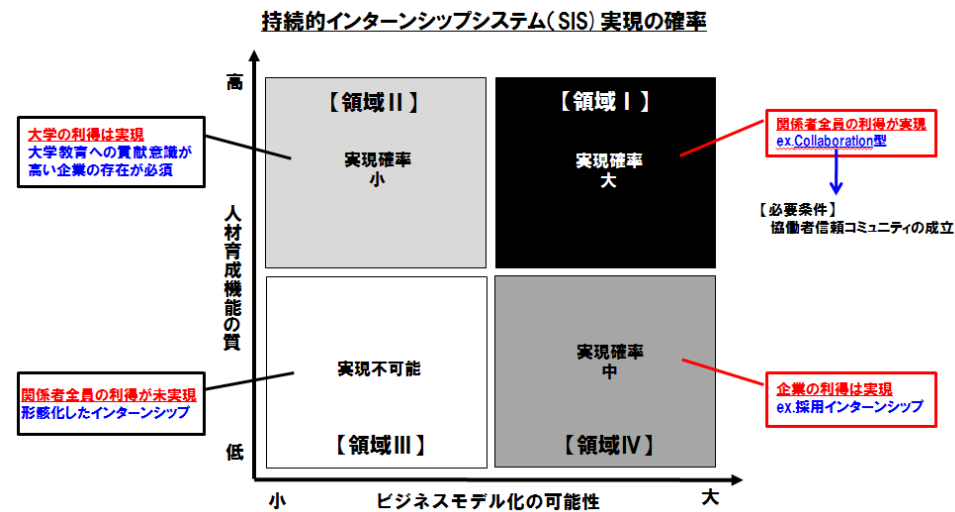 持続的インターンシップシステム(SIS)実現の確率
高
【領域Ⅱ】
【領域Ⅰ】
大学の利得は実現
大学教育への貢献意識が
高い企業の存在が必須
実現確率
小
実現確率
大
関係者全員の利得が実現
ex.Collaboration型
【必要条件】
協働者信頼コミュニティの成立
人材育成機能の質
関係者全員の利得が未実現
形骸化したインターンシップ
実現不可能
実現確率
中
企業の利得は実現
ex.採用インターンシップ
【領域Ⅲ】
【領域Ⅳ】
低
小
ビジネスモデル化の可能性
大